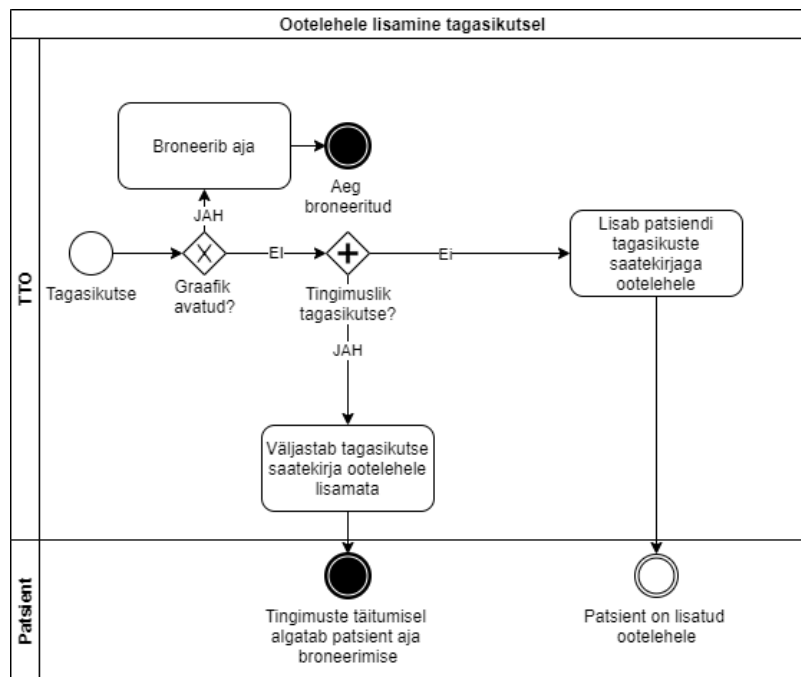 Ootelehele lisamine tagasikutsel
TTO
Broneerib aja
Aeg
broneeritud
JAH
Tagasikutse
Graafik
avatud?
EI
Tingimuslik
tagasikutse?
Ei
Lisab patsiendi
tagasikuste
saatekirjaga
ootelehele
JAH
Väljastab tagasikutse
saatekirja ootelehele
lisamata
Patsient
Tingimuste täitumisel
algatab patsient aja
broneerimise
Patsient on lisatud
ootelehele